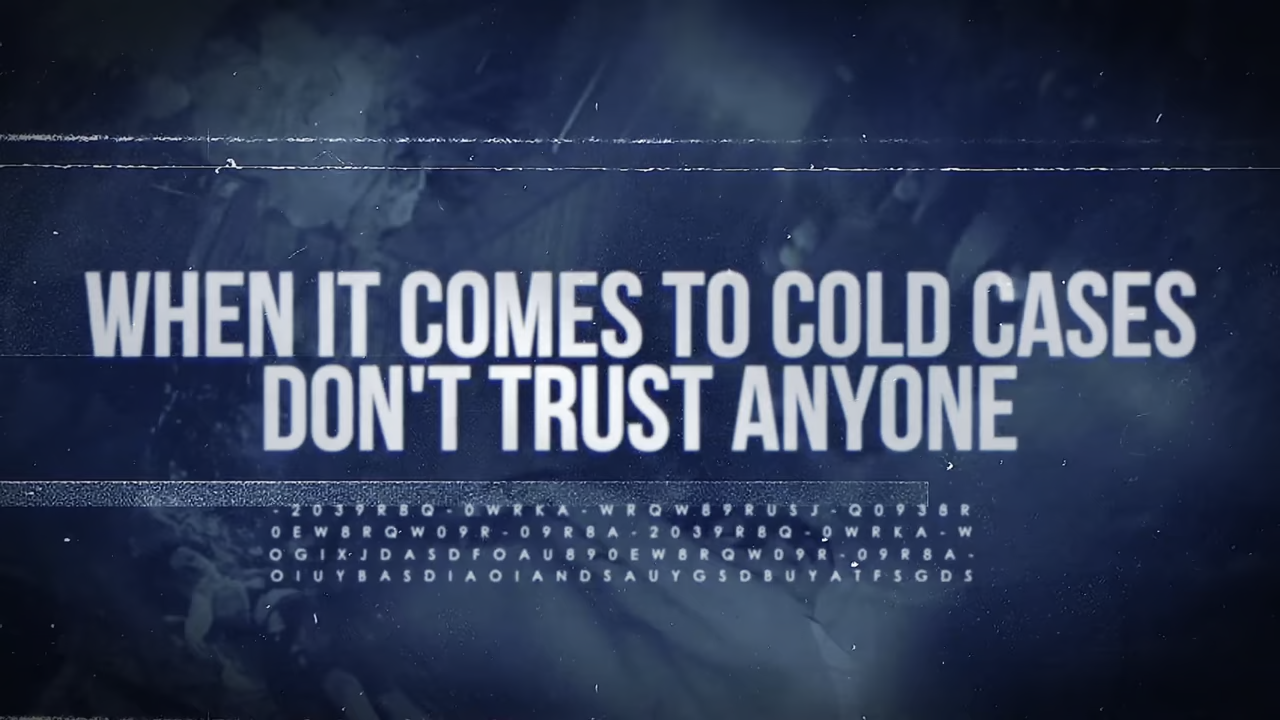 WHEN IT COMES TO COLD CASES
DON'T TRUST ANYONE
-2039RBQ-0WRKA-WRQW89RUSJ-Q0938R
0EW8RQW09R-09R8A-2039R8Q-0WRKA-W
OGIXJDASDFOAU890EW8RQW09R-09R8A-
OIUYBASDIAOIANDSAUYGSDBUYATFSGDS